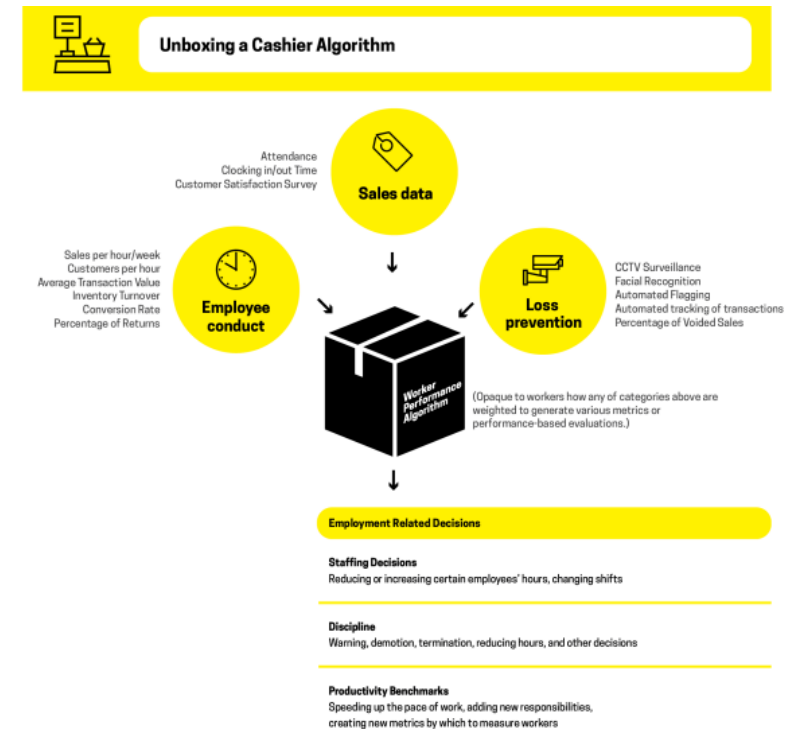 Unboxing a Cashier Algorithm
Attendance
Clocking in/out Time
Customer Satisfaction Survey
Sales data
Sales per hour/week
Customers per hour
Average Transaction Value
Inventory Turnover
Conversion Rate
Percentage of Returns
Employee
conduct
Loss
prevention
CCTV Surveillance
Facial Recognition
Automated Flagging
Automated tracking of transactions
Percentage of Voided Sales
Worker
Performance
Algorithm
(Opaque to workers how any of categories above are
weighted to generate various metrics or
performance-based evaluations.)
Employment Related Decisions
Staffing Decisions
Reducing or increasing certain employees' hours, changing shifts
Discipline
Warning, demotion, termination, reducing hours, and other decisions
Productivity Benchmarks
Speeding up the pace of work, adding new responsibilities,
creating new metrics by which to measure workers